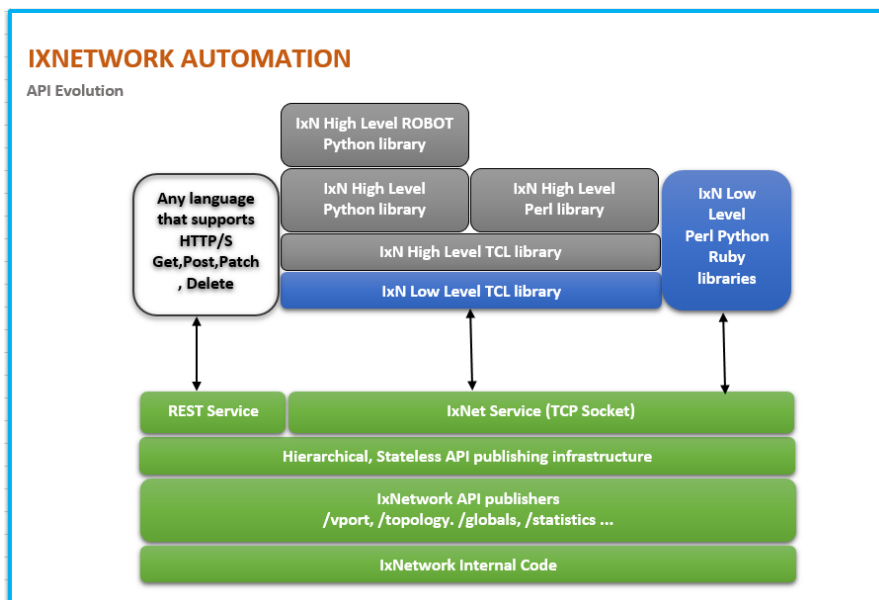 IXNETWORK AUTOMATION
API Evolution
IxN High Level ROBOT
Python library
Any language
that supports
HTTP/S
Get,Post,Patch
, Delete
IxN High Level
Python library
IxN High Level
Perl library
IxN High Level TCL library
IxN Low Level TCL library
IxN Low
Level
Perl Python
Ruby
libraries
REST Service
IxNet Service (TCP Socket)
Hierarchical, Stateless API publishing infrastructure
IxNetwork API publishers
/vport, /topology. /globals, /statistics ...
IxNetwork Internal Code